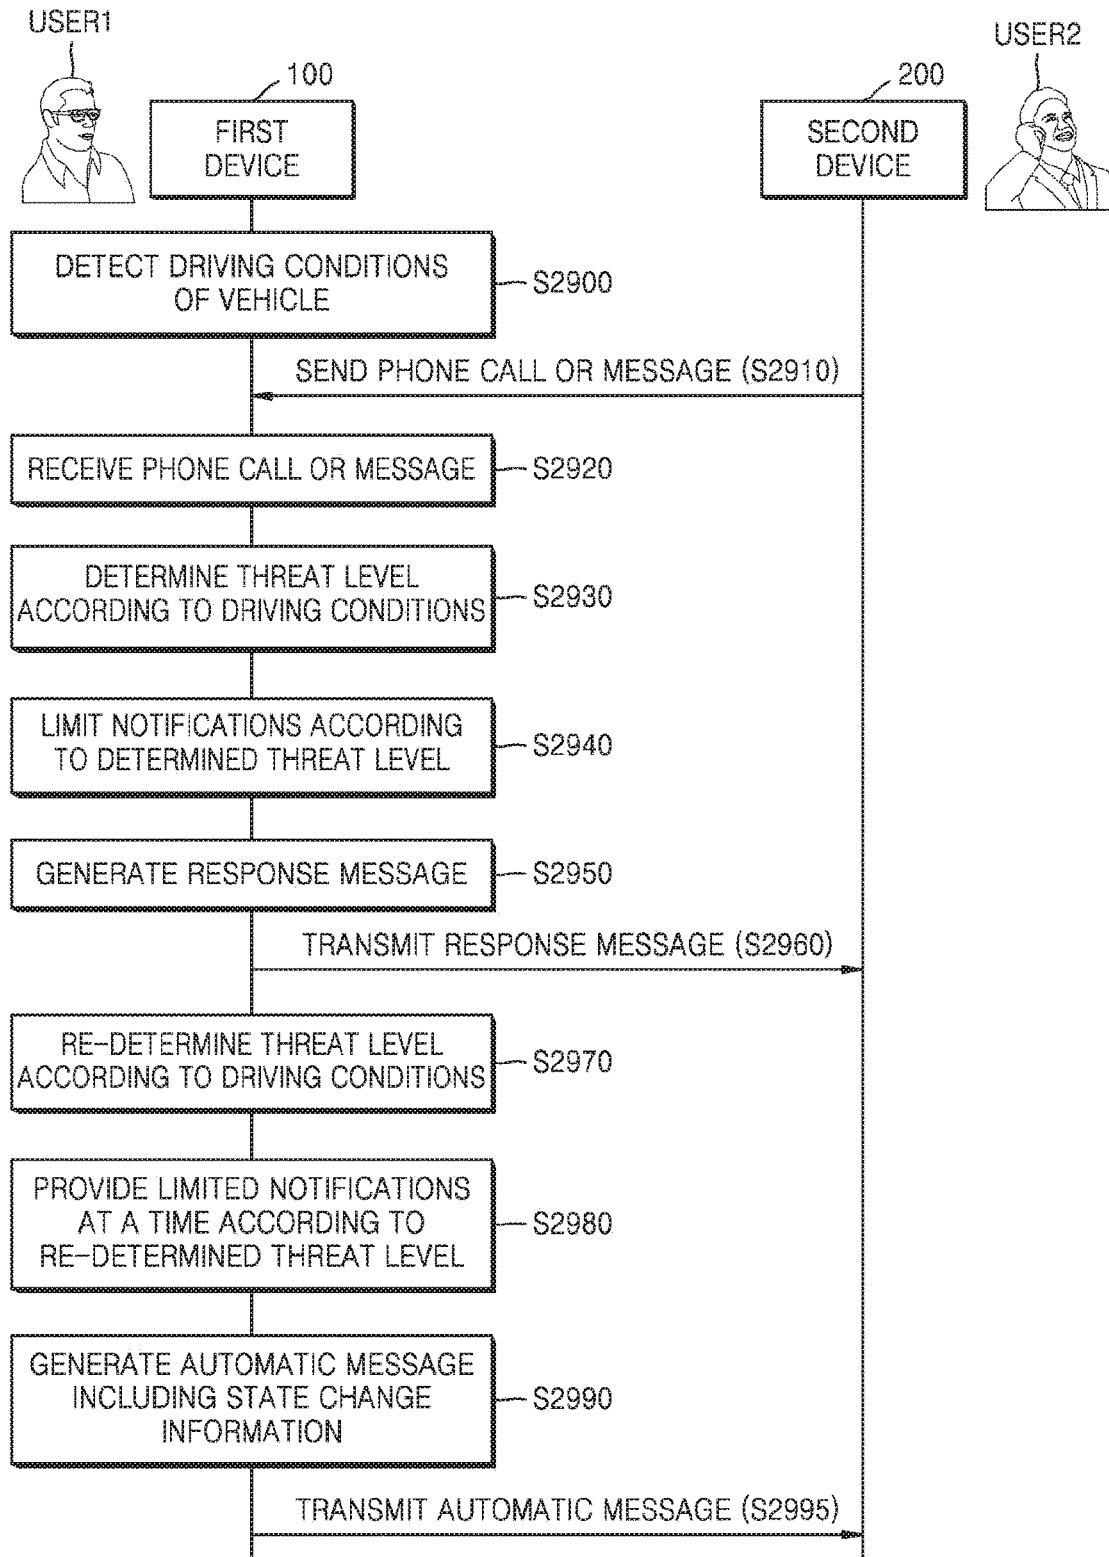 USER1
USER2
100
200
FIRST
DEVICE
SECOND
DEVICE
DETECT DRIVING CONDITIONS
OF VEHICLE
S2900
SEND PHONE CALL OR MESSAGE (S2910)
RECEIVE PHONE CALL OR MESSAGE
S2920
DETERMINE THREAT LEVEL
ACCORDING TO DRIVING CONDITIONS
S2930
LIMIT NOTIFICATIONS ACCORDING
TO DETERMINED THREAT LEVEL
S2940
GENERATE RESPONSE MESSAGE
S2950
TRANSMIT RESPONSE MESSAGE (S2960)
RE-DETERMINE THREAT LEVEL
ACCORDING TO DRIVING CONDITIONS
S2970
PROVIDE LIMITED NOTIFICATIONS
AT A TIME ACCORDING TO
RE-DETERMINED THREAT LEVEL
S2980
GENERATE AUTOMATIC MESSAGE
INCLUDING STATE CHANGE
INFORMATION
S2990
TRANSMIT AUTOMATIC MESSAGE (S2995)